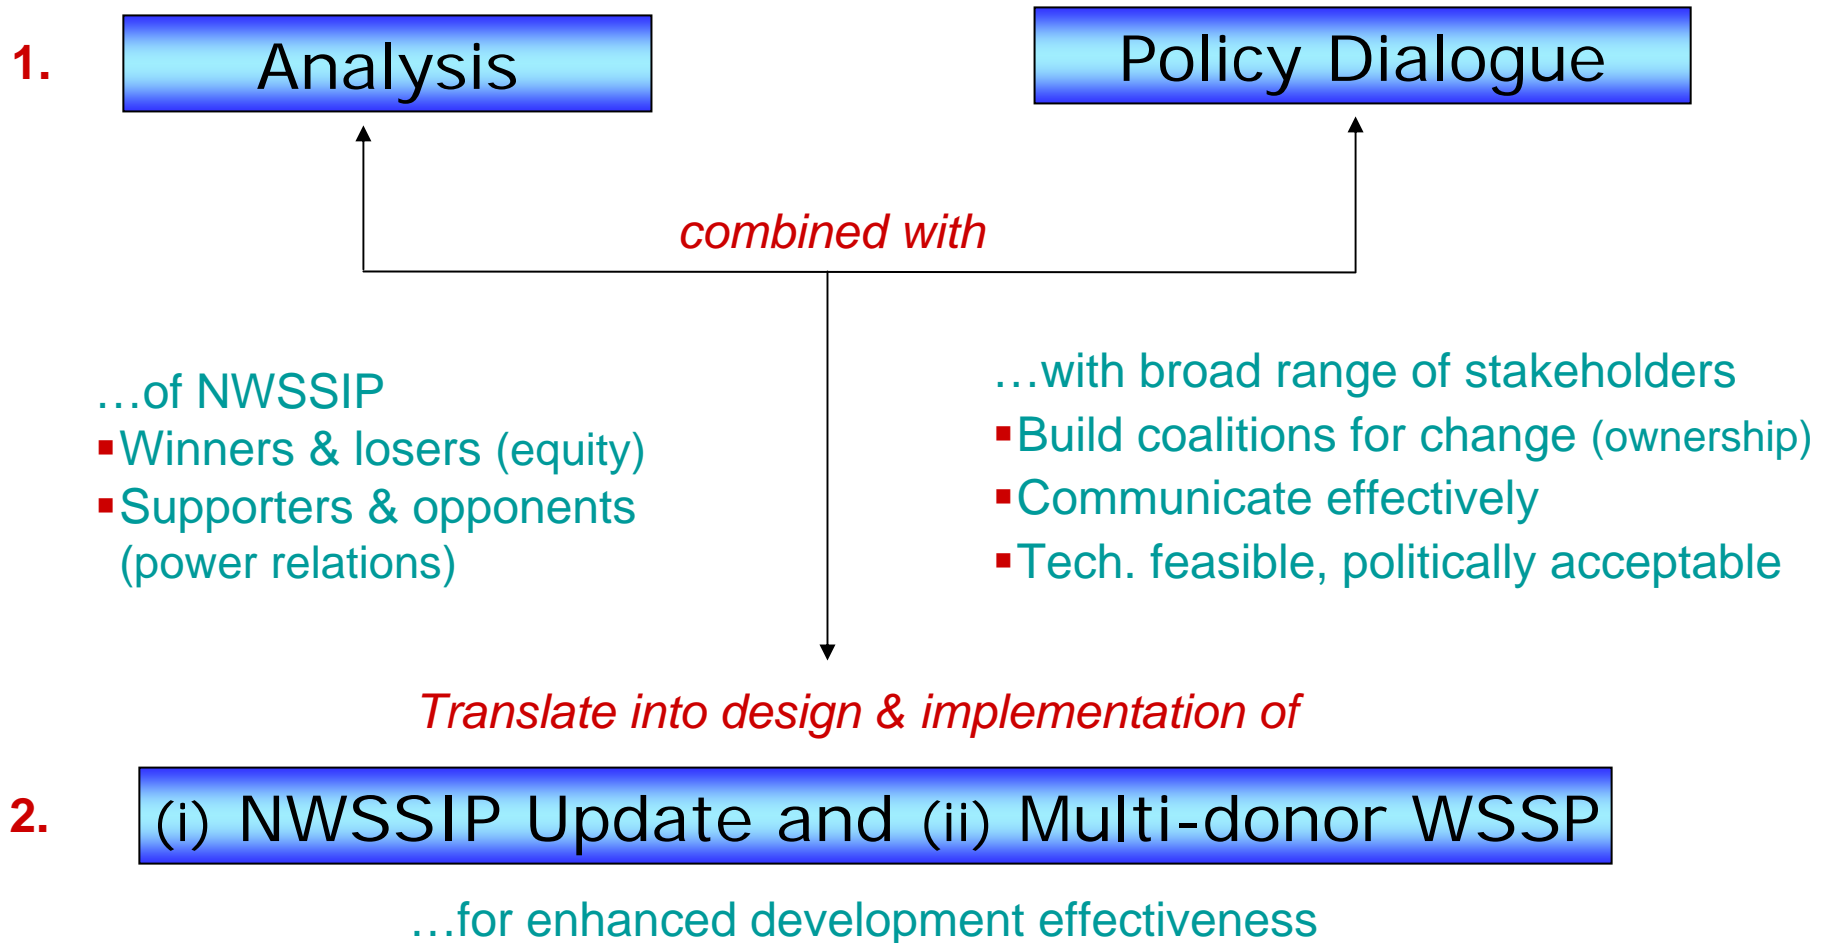 1.
Analysis
Policy Dialogue
combined with
…of NWSSIP
▪Winners & losers (equity)
▪Supporters & opponents
(power relations)
…with broad range of stakeholders
▪Build coalitions for change (ownership)
▪Communicate effectively
▪Tech. feasible, politically acceptable
Translate into design & implementation of
2.
(i) NWSSIP Update and (ii) Multi-donor WSSP
…for enhanced development effectiveness